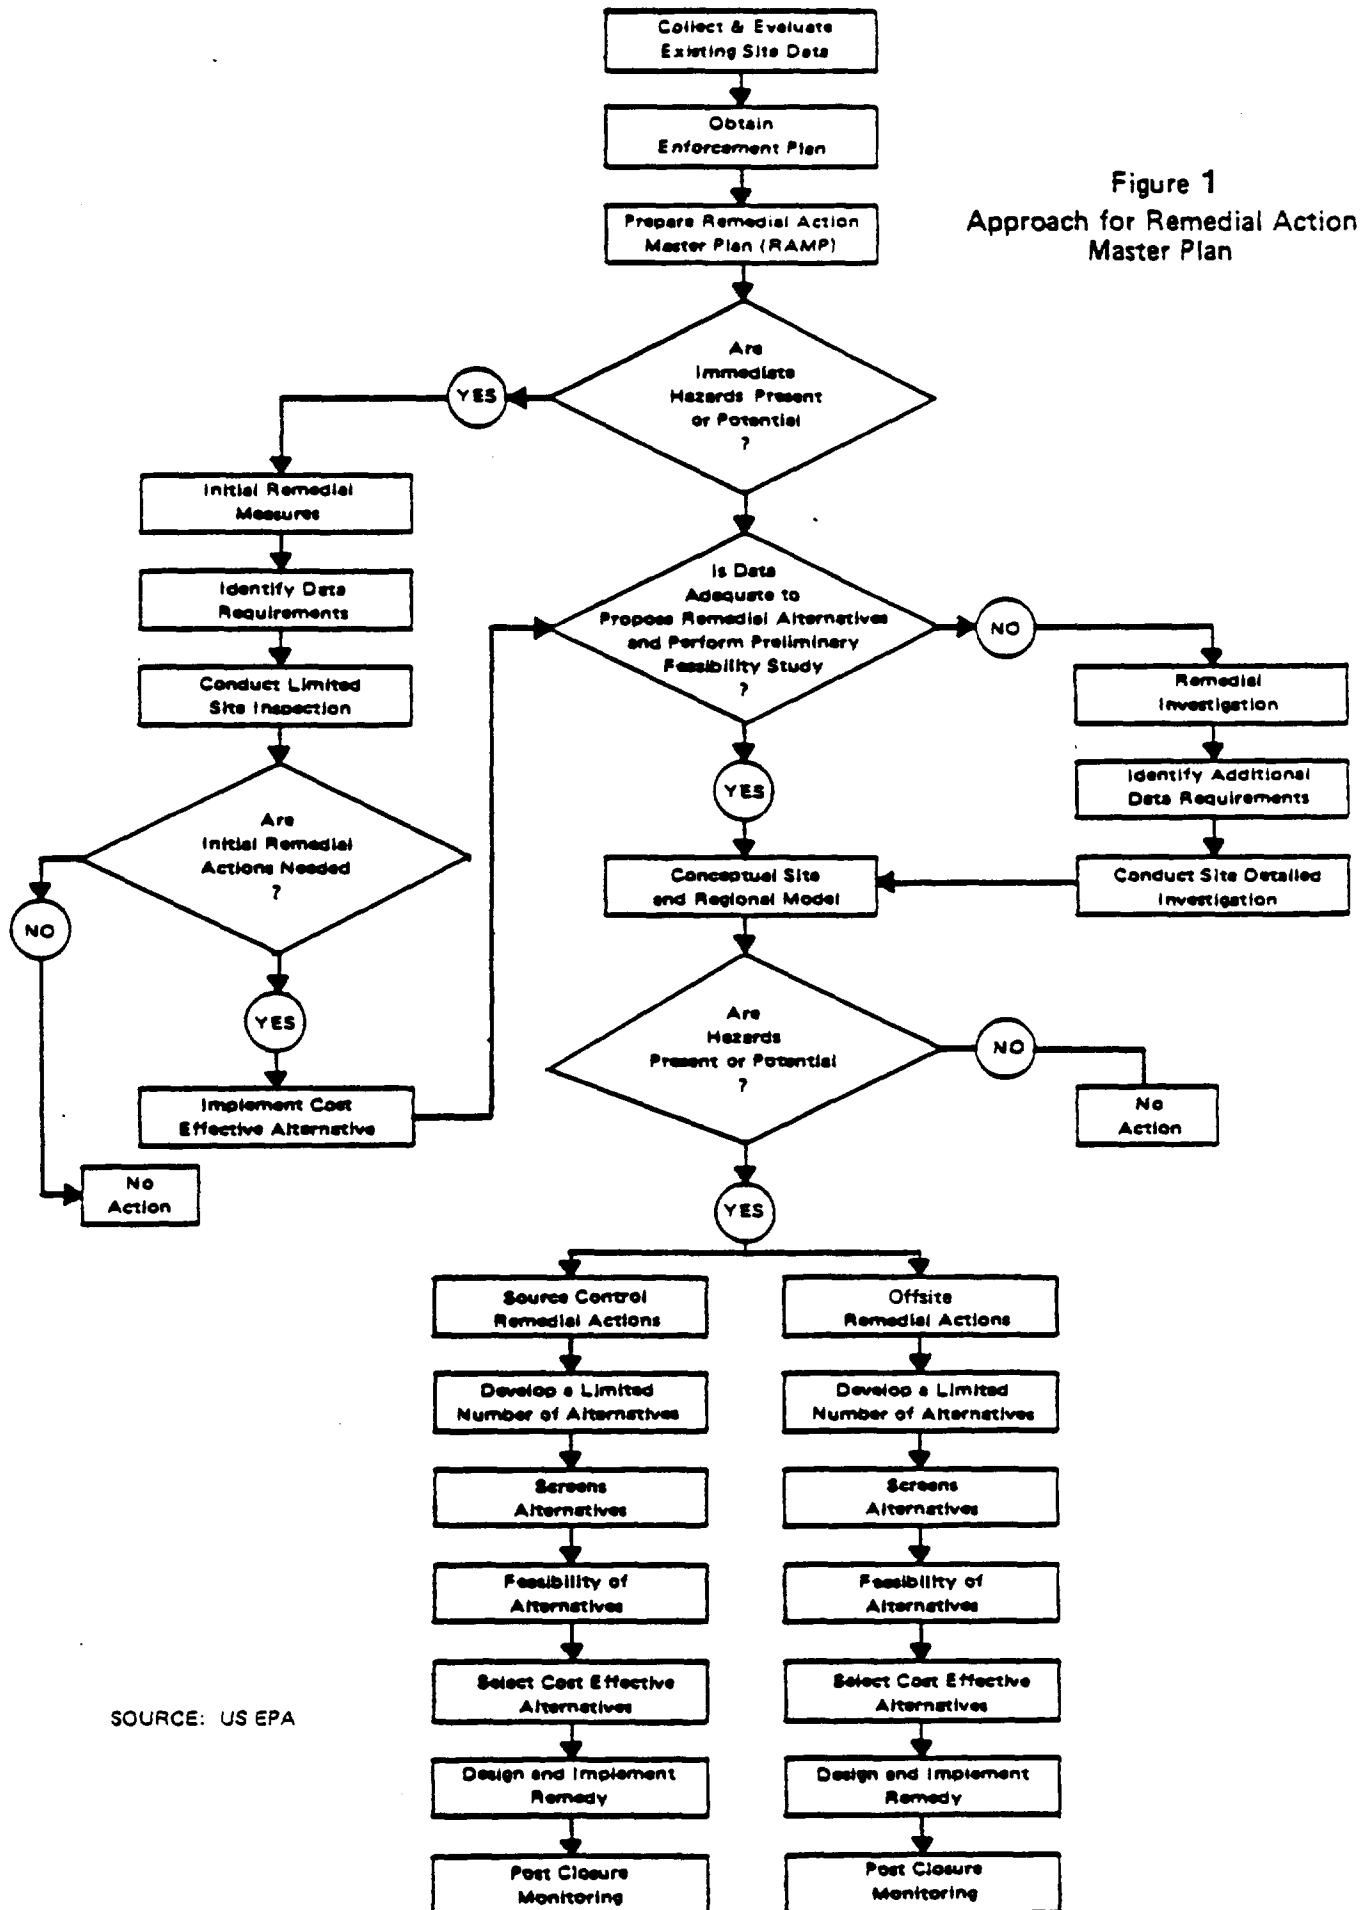 Collect & Evaluate
Existing Site Data
Obtain
Enforcement Plan
Prepare Remedial Action
Master Plan (RAMP)
Figure 1
Approach for Remedial Action
Master Plan
Are
Immediate
Hazards Present
or Potential
?
YES
Initial Remedial
Measures
Identify Data
Requirements
Conduct Limited
Site Inspection
Are
Initial Remedial
Actions Needed
?
NO
YES
Implement Cost
Effective Alternative
No
Action
Is Data
Adequate to
Propose Remedial Alternatives
and Perform Preliminary
Feasibility Study
?
NO
Remedial
Investigation
Identify Additional
Data Requirements
Conduct Site Detailed
Investigation
YES
Conceptual Site
and Regional Model
Are
Hazards
Present or Potential
?
NO
No
Action
YES
Source Control
Remedial Actions
Develop a Limited
Number of Alternatives
Screens
Alternatives
Feasibility of
Alternatives
Select Cost Effective
Alternatives
Design and Implement
Remedy
Post Closure
Monitoring
Offsite
Remedial Actions
Develop a Limited
Number of Alternatives
Screens
Alternatives
Feasibility of
Alternatives
Select Cost Effective
Alternatives
Design and Implement
Remedy
Post Closure
Monitoring
SOURCE: US EPA